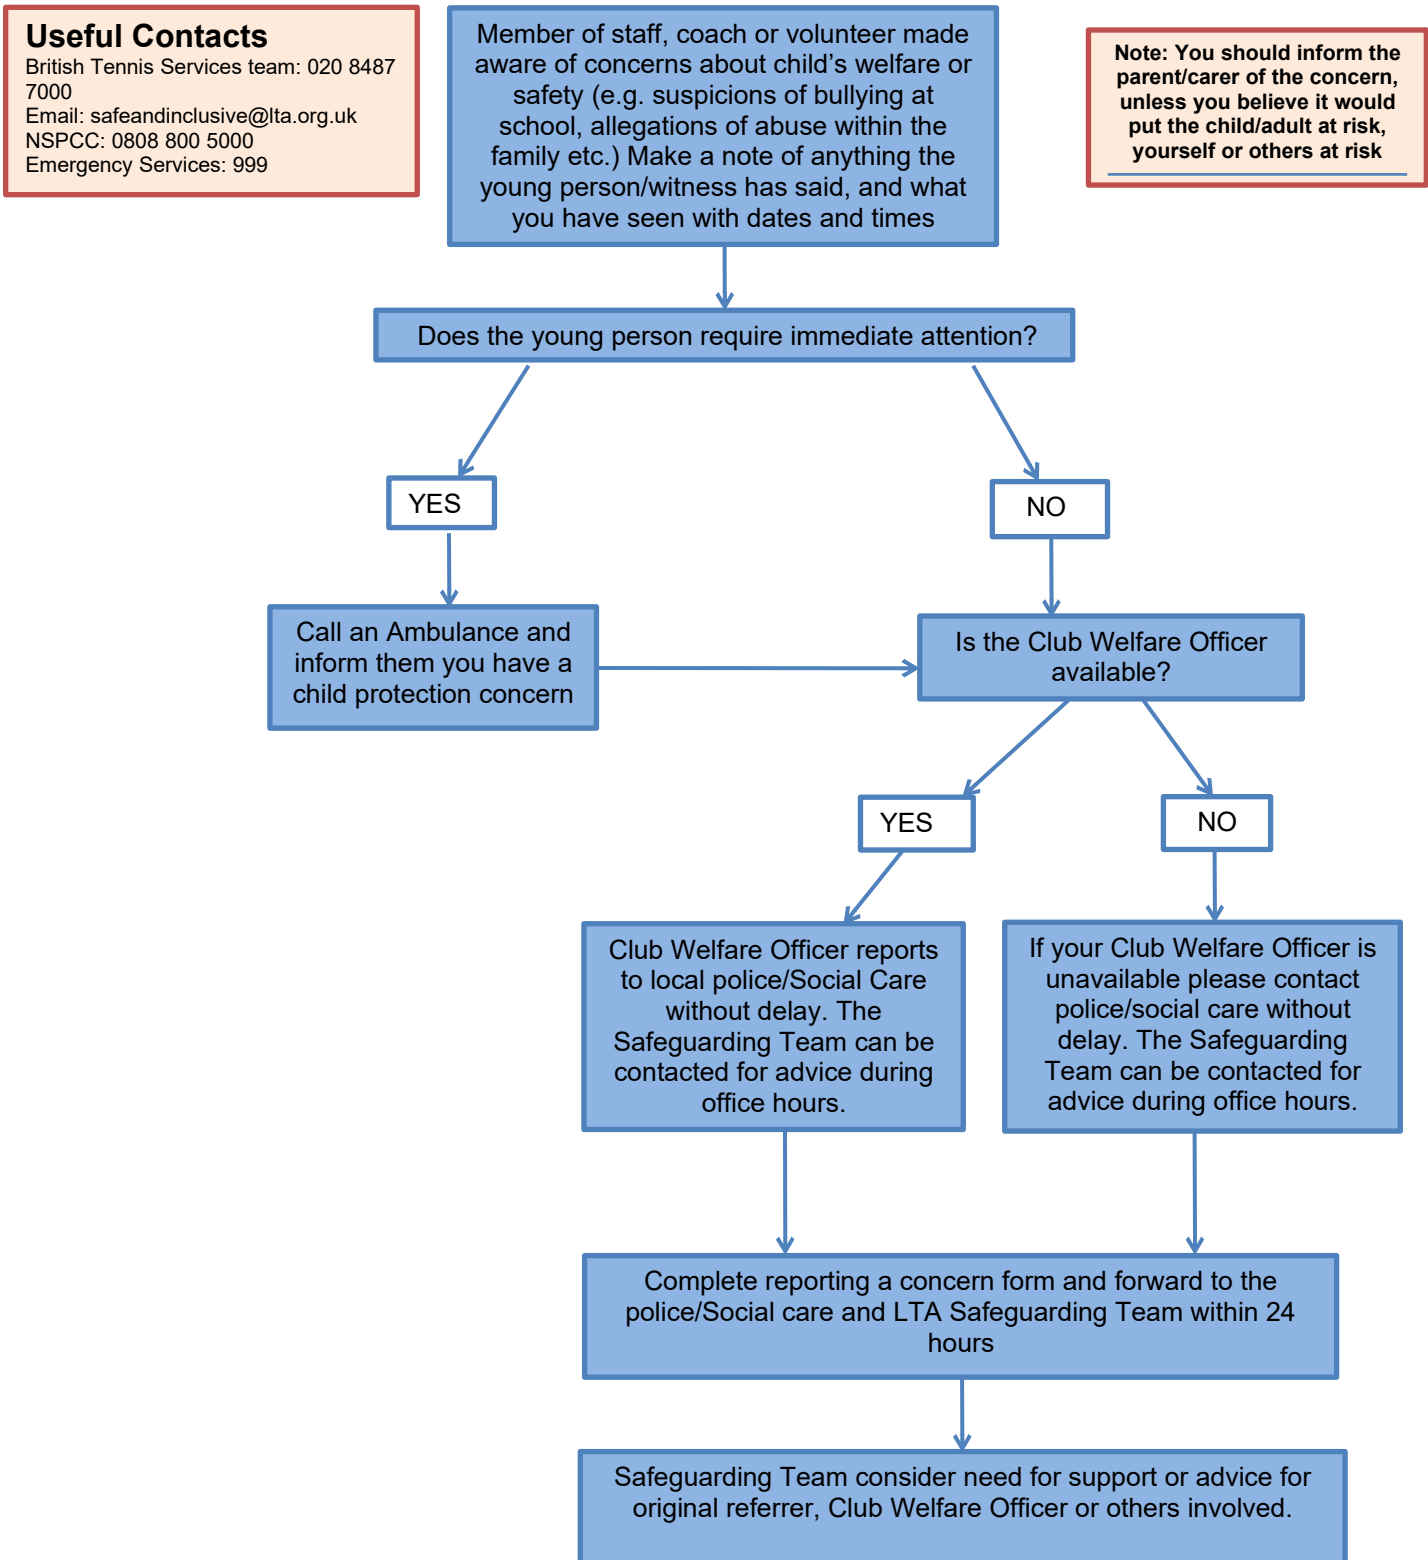 Useful Contacts
British Tennis Services team: 020 8487
7000
Email: safeandinclusive@lta.org.uk
NSPCC: 0808 800 5000
Emergency Services: 999
Member of staff, coach or volunteer made
aware of concerns about child’s welfare or
safety (e.g. suspicions of bullying at
school, allegations of abuse within the
family etc.) Make a note of anything the
young person/witness has said, and what
you have seen with dates and times
Note: You should inform the
parent/carer of the concern,
unless you believe it would
put the child/adult at risk,
yourself or others at risk
Does the young person require immediate attention?
YES
NO
Call an Ambulance and
inform them you have a
child protection concern
Is the Club Welfare Officer
available?
YES
NO
Club Welfare Officer reports
to local police/Social Care
without delay. The
Safeguarding Team can be
contacted for advice during
office hours.
If your Club Welfare Officer is
unavailable please contact
police/social care without
delay. The Safeguarding
Team can be contacted for
advice during office hours.
Complete reporting a concern form and forward to the
police/Social care and LTA Safeguarding Team within 24
hours
Safeguarding Team consider need for support or advice for
original referrer, Club Welfare Officer or others involved.